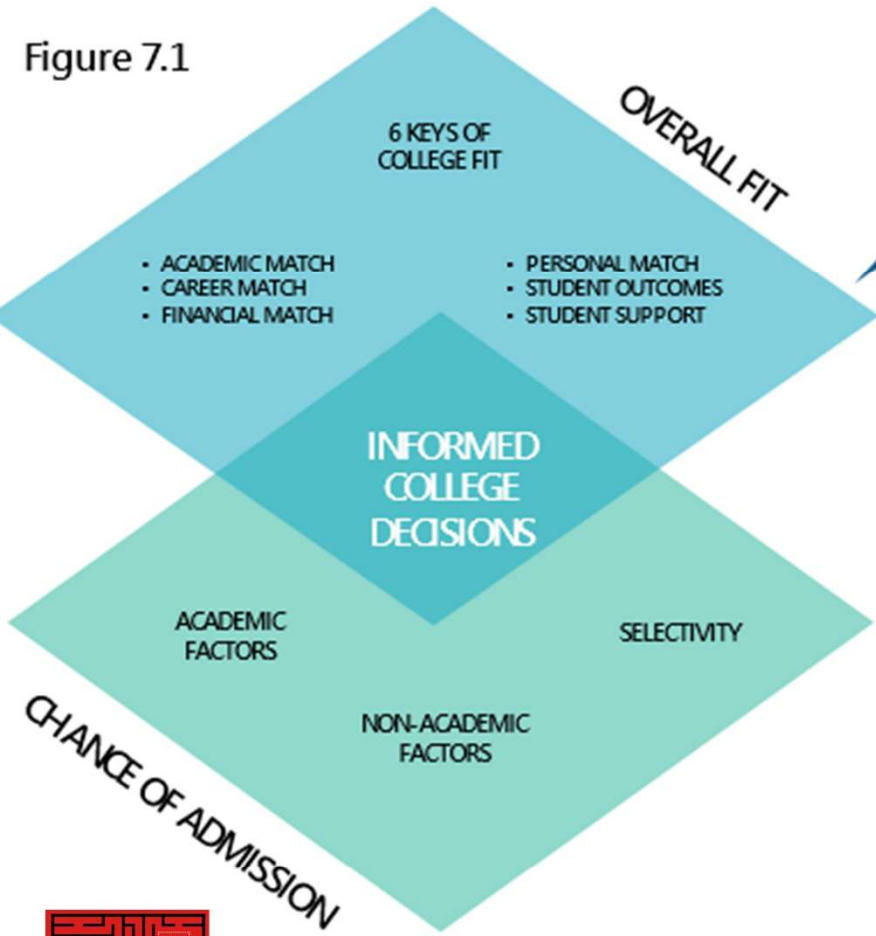 Figure 7.1
OVERALL FIT
6 KEYS OF
COLLEGE FIT
• ACADEMIC MATCH
• CAREER MATCH
• FINANCIAL MATCH
• PERSONAL MATCH
• STUDENT OUTCOMES
• STUDENT SUPPORT
INFORMED
COLLEGE
DECISIONS
ACADEMIC
FACTORS
SELECTIVITY
NON-ACADEMIC
FACTORS
CHANCE OF ADMISSION